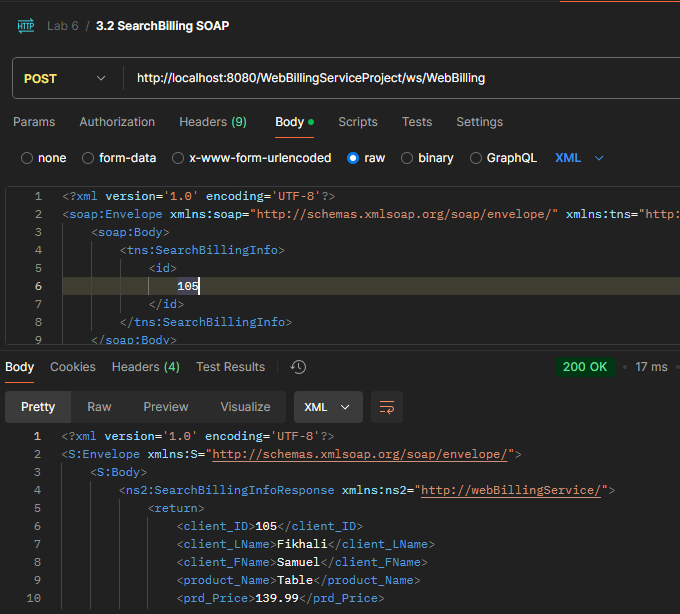 HTTP Lab 6 / 3.2 SearchBilling SOAP
POST http://localhost:8080/WebBillingServiceProject/ws/WebBilling
Params Authorization Headers (9) Body Scripts Tests Settings
none form-data x-www-form-urlencoded raw binary GraphQL XML
1 <?xml version='1.0' encoding='UTF-8'?>
2 <soap:Envelope xmlns:soap="http://schemas.xmlsoap.org/soap/envelope/" xmlns:tns="http:
3 <soap:Body>
4 <tns:SearchBillingInfo>
5 <id>
6 105
7 </id>
8 </tns:SearchBillingInfo>
9 </soap:Body>
Body Cookies Headers (4) Test Results 200 OK • 17 ms •
Pretty Raw Preview Visualize XML
1 <?xml version='1.0' encoding='UTF-8'?>
2 <S:Envelope xmlns:S="http://schemas.xmlsoap.org/soap/envelope/">
3 <S:Body>
4 <ns2:SearchBillingInfoResponse xmlns:ns2="http://webBillingService/">
5 <return>
6 <client_ID>105</client_ID>
7 <client_LName>Fikhali</client_LName>
8 <client_FName>Samuel</client_FName>
9 <product_Name>Table</product_Name>
10 <prd_Price>139.99</prd_Price>